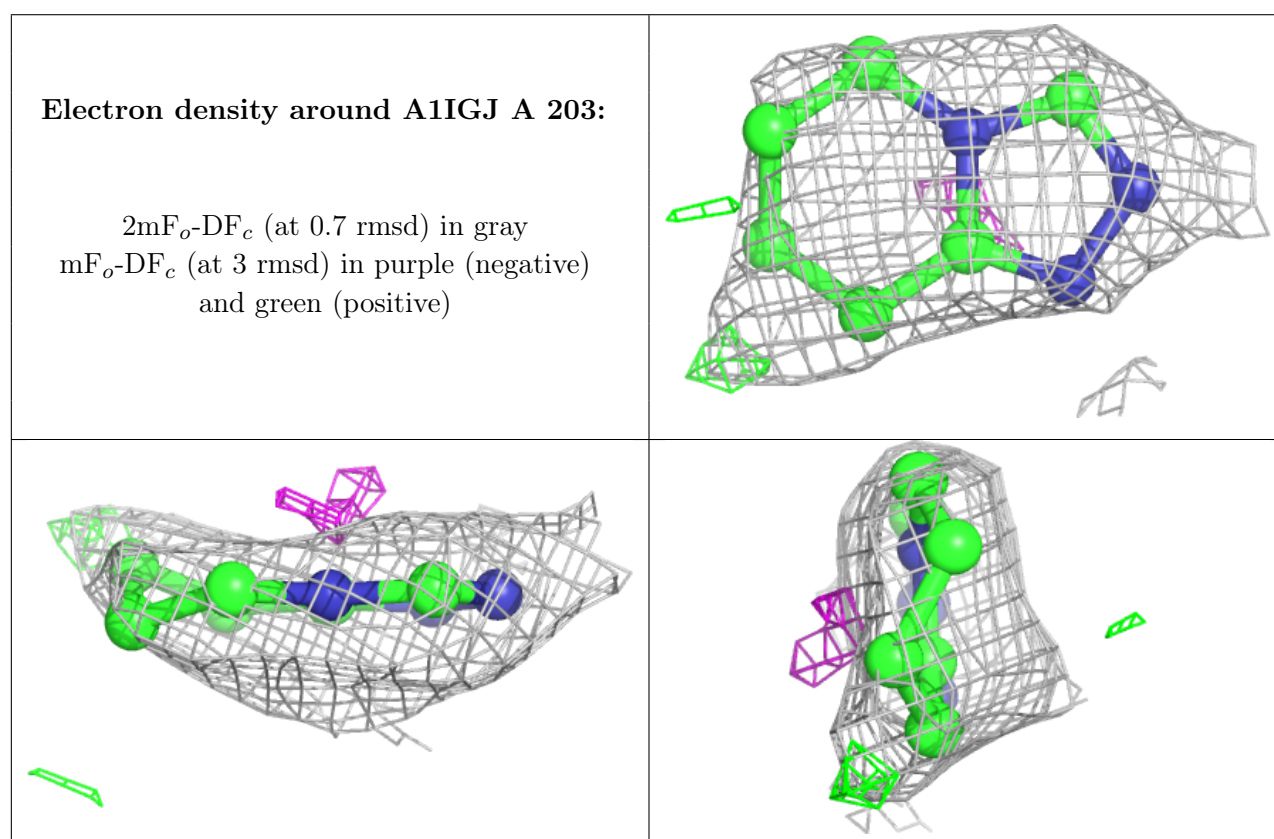 Electron density around A1IGJ A 203:
2mFo-DFc (at 0.7 rmsd) in gray
mFo-DFc (at 3 rmsd) in purple (negative)
and green (positive)